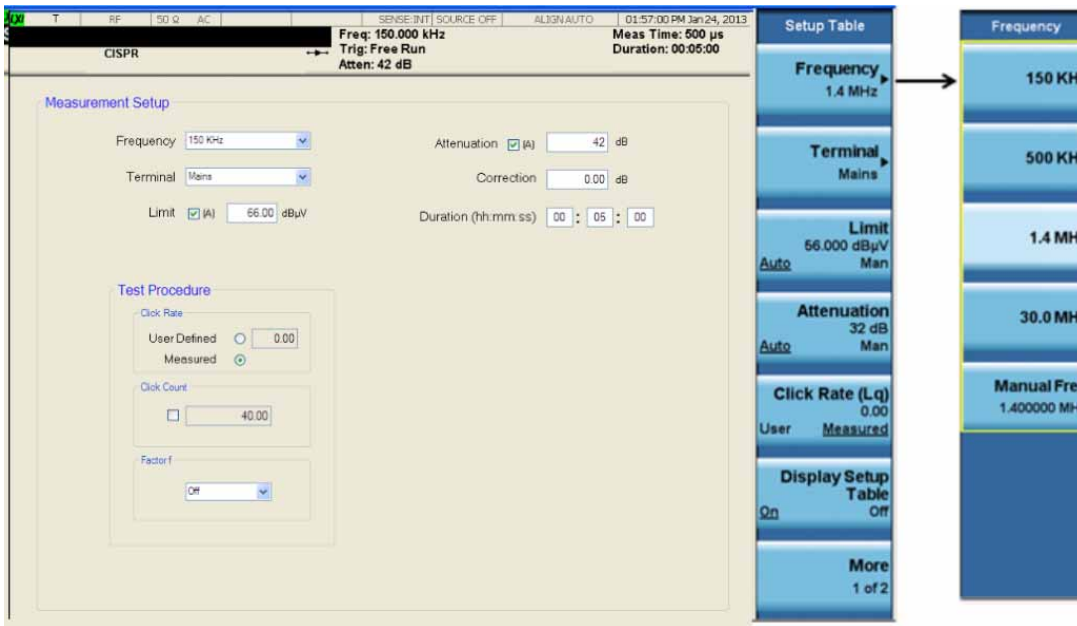 LXI T RF 50 Ω AC SENSE:INT SOURCE OFF ALIGN AUTO 01:57:00 PM Jan 24, 2013
CISPR
Freq: 150.000 kHz
Trig: Free Run
Atten: 42 dB
Meas Time: 500 µs
Duration: 00:05:00
Measurement Setup
Frequency 150 KHz
Terminal Mains
Limit (A) 66.00 dBµV
Attenuation (A) 42 dB
Correction 0.00 dB
Duration (hh:mm:ss) 00 : 05 : 00
Test Procedure
Click Rate
User Defined 0.00
Measured
Click Count
40.00
Factor f
Off
Setup Table
Frequency
1.4 MHz
Terminal
Mains
Limit
56.000 dBµV
Auto Man
Attenuation
32 dB
Auto Man
Click Rate (Lq)
0.00
User Measured
Display Setup
Table
On Off
More
1 of 2
Frequency
150 KH
500 KH
1.4 MH
30.0 MH
Manual Fre
1.400000 MH